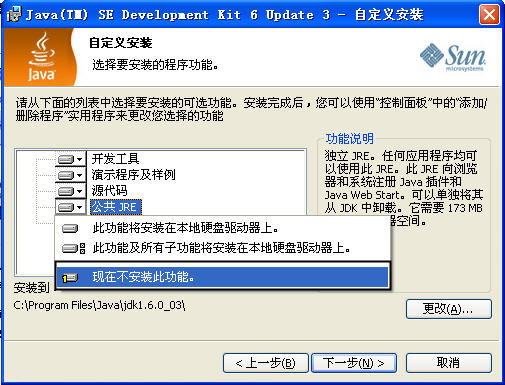 Java(TM) SE Development Kit 6 Update 3 - 自定义安装
自定义安装
选择要安装的程序功能。
Java
Sun
microsystems
请从下面的列表中选择要安装的可选功能。安装完成后，您可以使用“控制面板”中的“添加/
删除程序”实用程序来更改您选择的功能
开发工具
演示程序及样例
源代码
公共 JRE
此功能将安装在本地硬盘驱动器上。
此功能及所有子功能将安装在本地硬盘驱动器上。
现在不安装此功能。
功能说明
独立 JRE。任何应用程序均可
以使用此 JRE。此 JRE 向浏览
器和系统注册 Java 插件和
Java Web Start。可以单独将其
从 JDK 中卸载。它需要 173 MB
器空间。
安装到
C:\Program Files\Java\jdk1.6.0_03\
更改(A)...
< 上一步(B)
下一步(N) >
取消